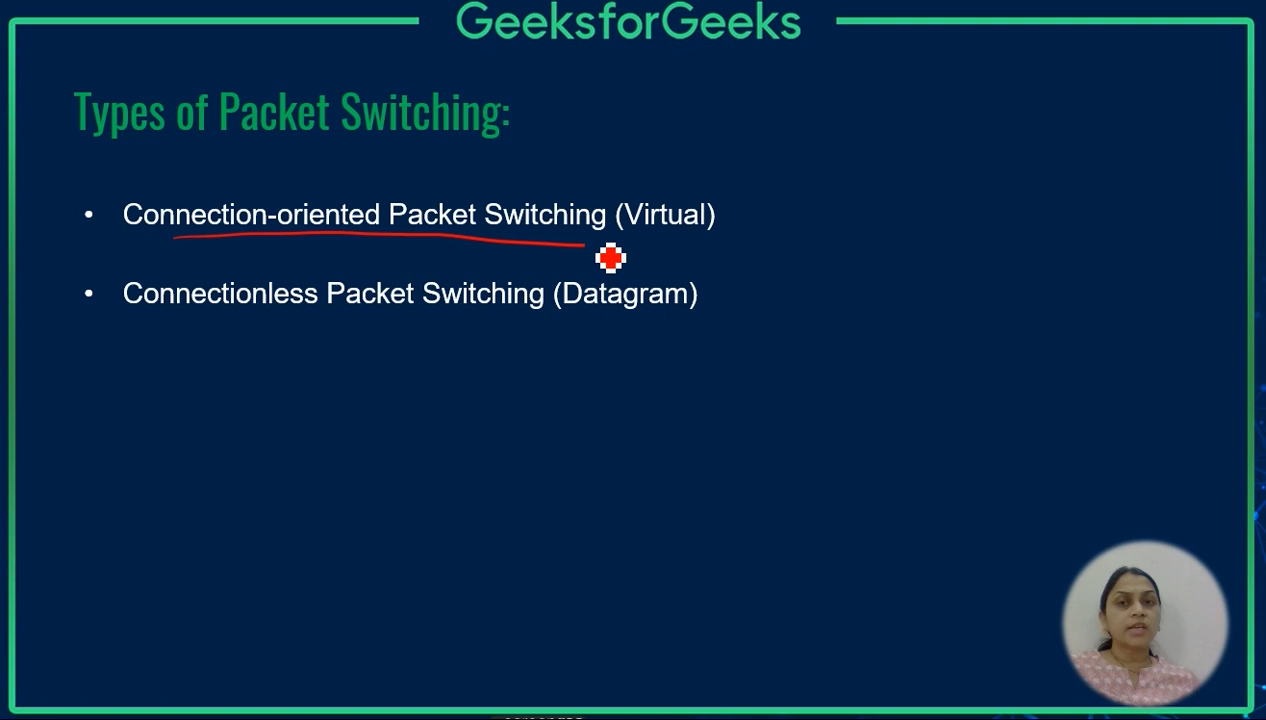 GeeksforGeeks
Types of Packet Switching:
• Connection-oriented Packet Switching (Virtual)
• Connectionless Packet Switching (Datagram)